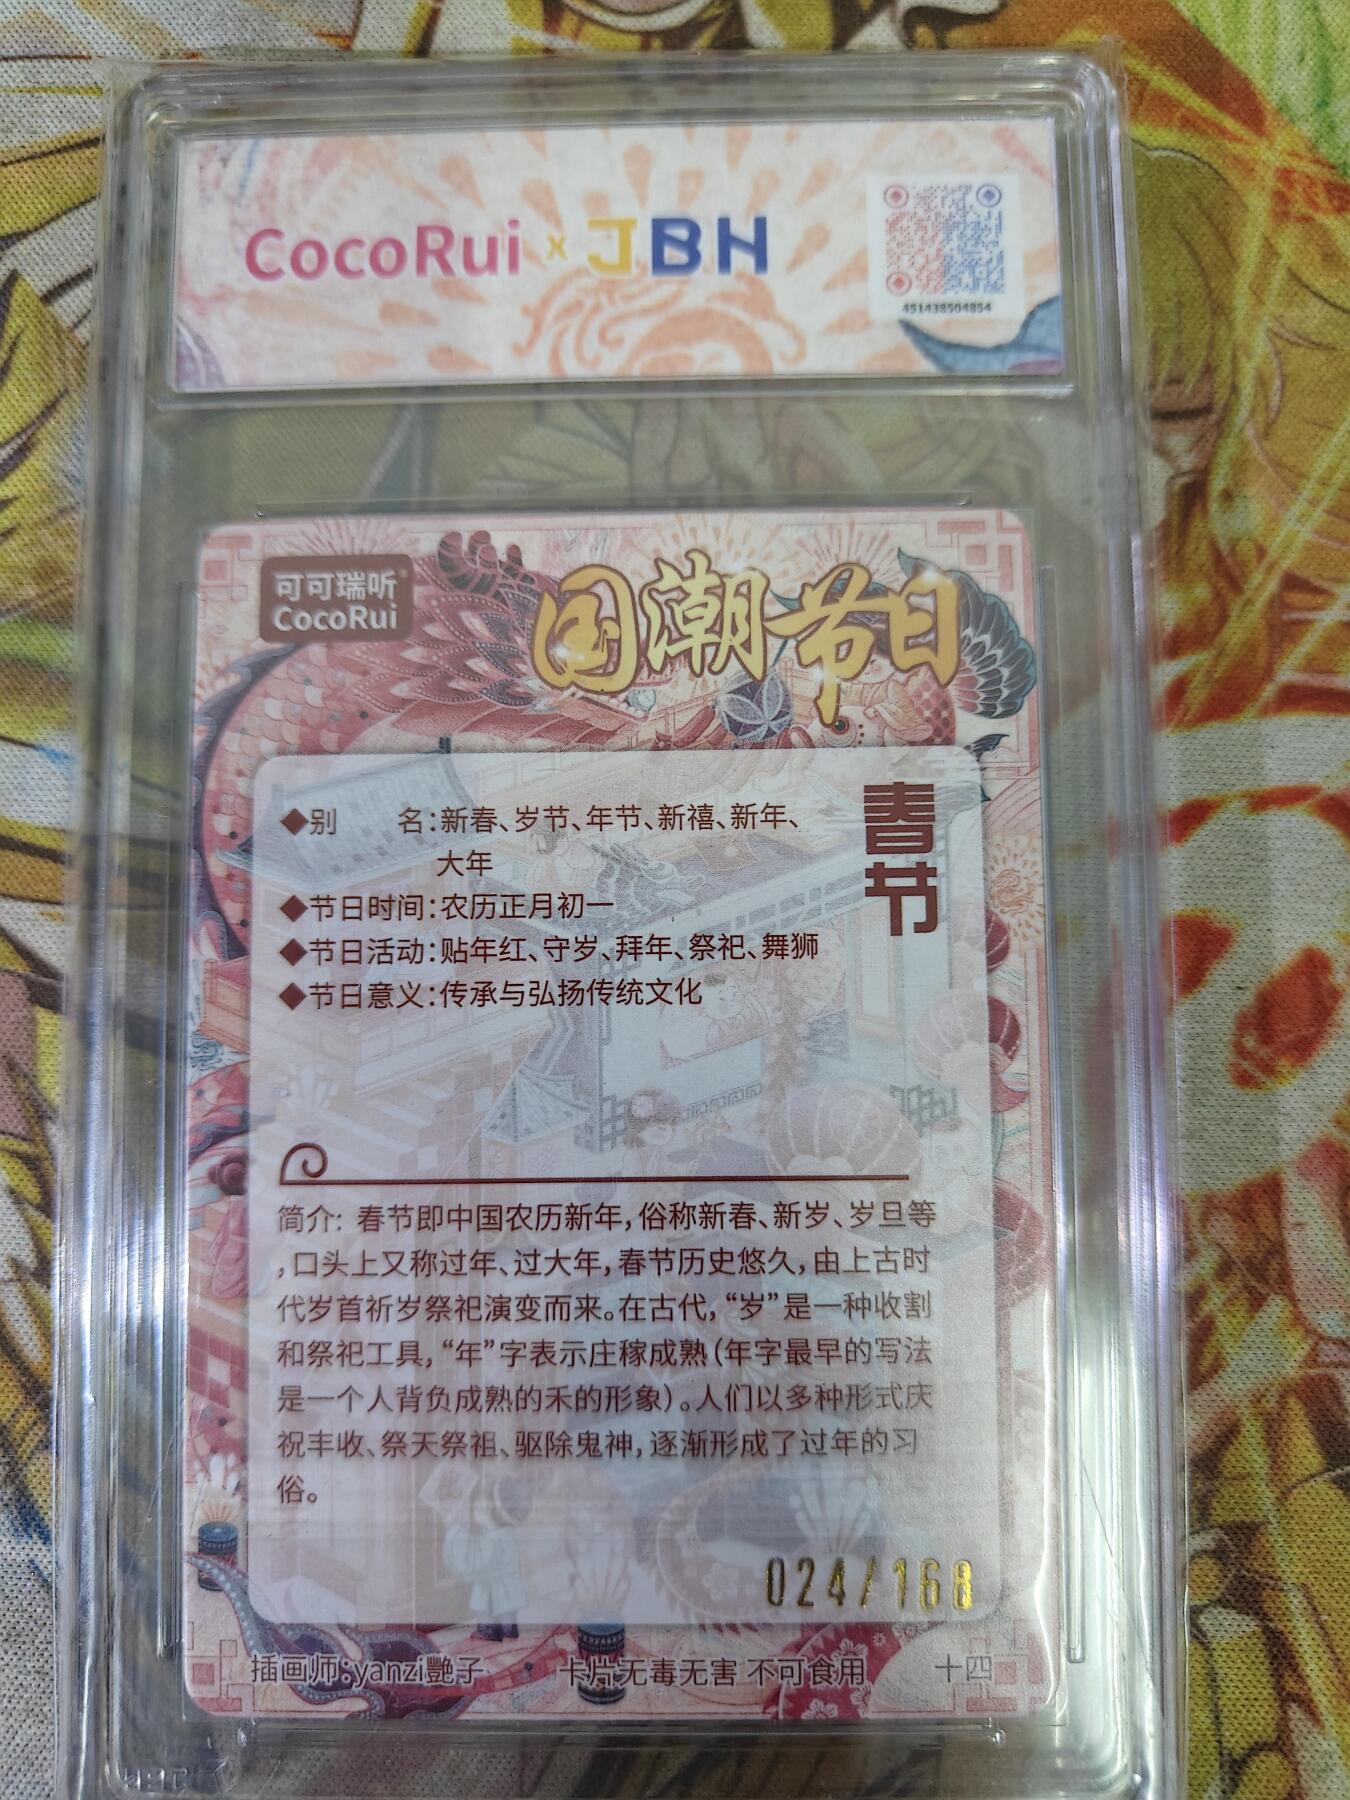 CocoRui x JBH
451438504854
可可瑞听
CocoRui
国潮节日
春节
◆别 名：新春、岁节、年节、新禧、新年、
大年
◆节日时间：农历正月初一
◆节日活动：贴年红、守岁、拜年、祭祀、舞狮
◆节日意义：传承与弘扬传统文化
简介：春节即中国农历新年，俗称新春、新岁、岁旦等
，口头上又称过年、过大年，春节历史悠久，由上古时
代岁首祈岁祭祀演变而来。在古代，“岁”是一种收割
和祭祀工具，“年”字表示庄稼成熟（年字最早的写法
是一个人背负成熟的禾的形象）。人们以多种形式庆
祝丰收、祭天祭祖、驱除鬼神，逐渐形成了过年的习
俗。
024/168
插画师：yanzi艷子 卡片无毒无害 不可食用 十四